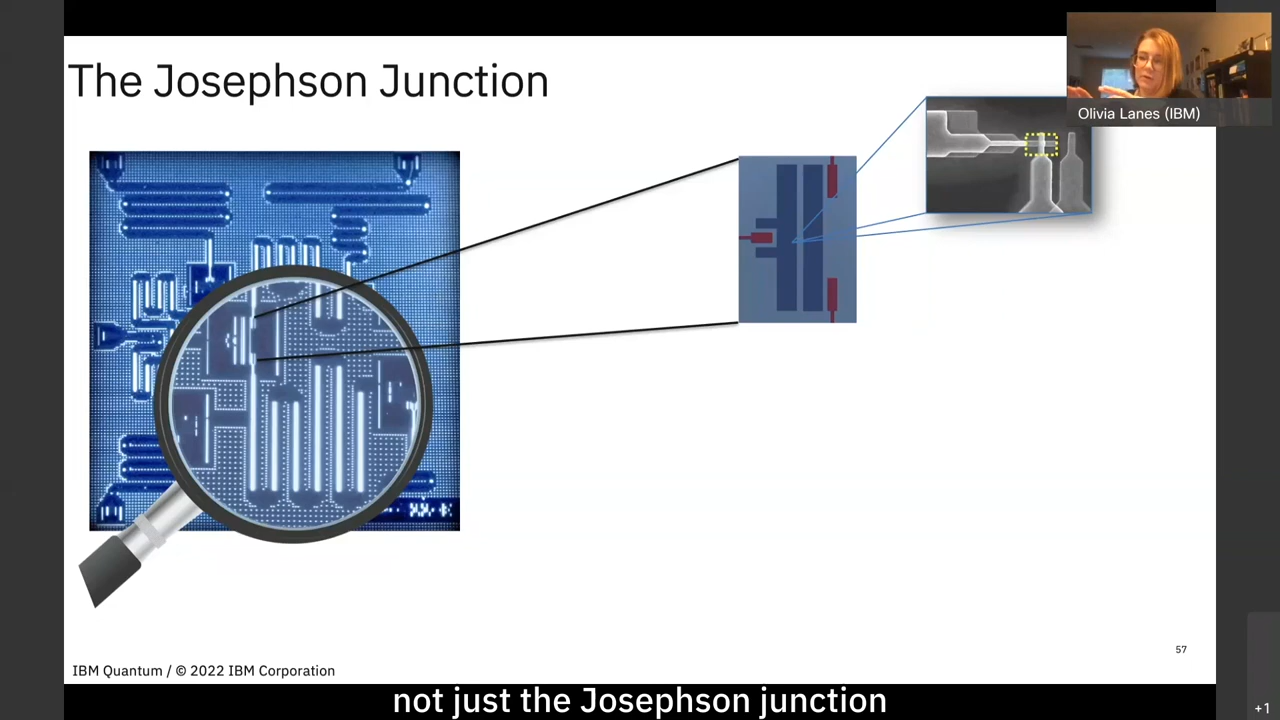 The Josephson Junction
Olivia Lanes (IBM)
57
IBM Quantum / © 2022 IBM Corporation
not just the Josephson junction
+1